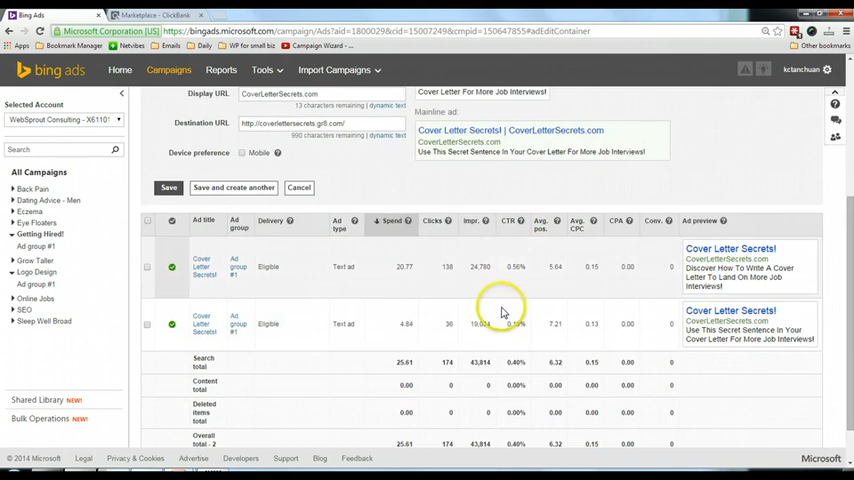 Bing Ads
Marketplace - ClickBank
Microsoft Corporation [US]
https://bingads.microsoft.com/campaign/Ads?aid=1800029&cid=15007249&cmpid=150647855#adEditContainer
Apps Bookmark Manager Netvibes Emails Daily WP for small biz Campaign Wizard - ... Other bookmarks
bing ads Home Campaigns Reports Tools Import Campaigns kctanchuan
Selected Account
WebSprout Consulting - X61101
Search
Back Pain
Dating Advice - Men
Eczema
Eye Floaters
Getting Hired!
Ad group #1
Grow Taller
Logo Design
Ad group #1
Online Jobs
SEO
Sleep Well Broad
Shared Library NEW!
Bulk Operations NEW!
Display URL CoverLetterSecrets.com
13 characters remaining | dynamic text
Destination URL http://coverlettersecrets.gr8.com/
990 characters remaining | dynamic text
Device preference Mobile
Cover Letter For More Job Interviews!
Mainline ad:
Cover Letter Secrets! | CoverLetterSecrets.com
CoverLetterSecrets.com
Use This Secret Sentence In Your Cover Letter For More Job Interviews!
Save Save and create another Cancel
Ad title Ad group Delivery Ad type Spend Clicks Impr. CTR Avg. pos. Avg. CPC CPA Conv. Ad preview
Cover Letter Secrets! Ad group #1 Eligible Text ad 20.77 138 24,780 0.56% 5.64 0.15 0.00 0
Cover Letter Secrets!
CoverLetterSecrets.com
Discover How To Write A Cover
Letter To Land On More Job
Interviews!
Cover Letter Secrets! Ad group #1 Eligible Text ad 4.84 36 7.21 0.13 0.00 0
Cover Letter Secrets!
CoverLetterSecrets.com
Use This Secret Sentence In Your
Cover Letter For More Job Interviews!
Search total 25.61 174 43,814 0.40% 6.32 0.15 0.00 0
Content total 0.00 0 0 0.00% 0.00 0.00 0.00 0
Deleted items total 0.00 0 0 0.00% 0.00 0.00 0.00 0
Overall total - 2 25.61 174 43,814 0.40% 6.32 0.15 0.00 0
© 2014 Microsoft Legal Privacy & Cookies Advertise Developers Support Blog Feedback Microsoft